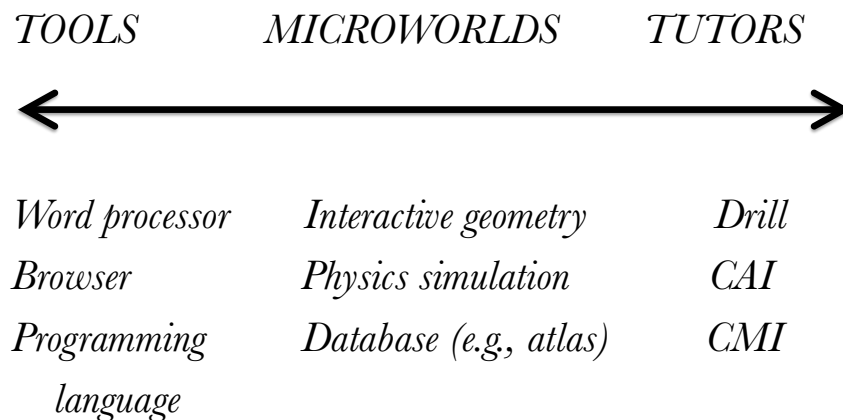 TOOLS MICROWORLDS TUTORS
Word processor Interactive geometry Drill
Browser Physics simulation CAI
Programming Database (e.g., atlas) CMI
language